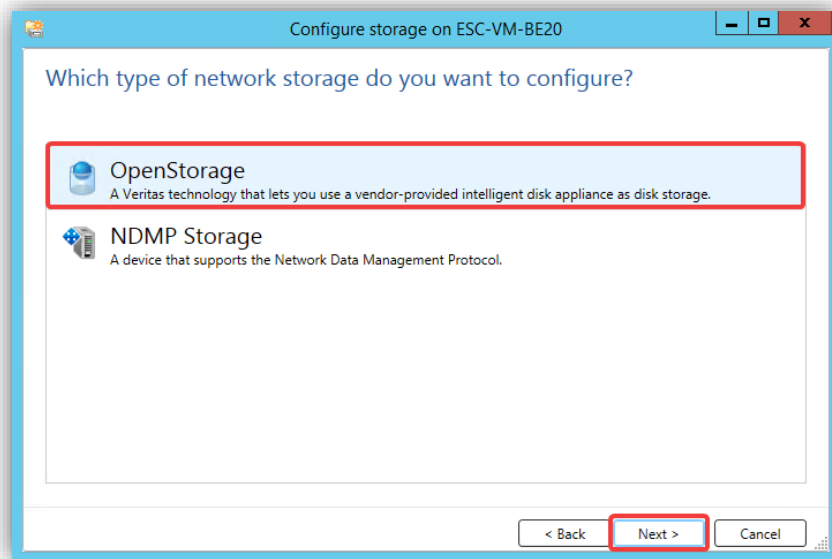 Configure storage on ESC-VM-BE20
Which type of network storage do you want to configure?
OpenStorage
A Veritas technology that lets you use a vendor-provided intelligent disk appliance as disk storage.
NDMP Storage
A device that supports the Network Data Management Protocol.
< Back Next > Cancel